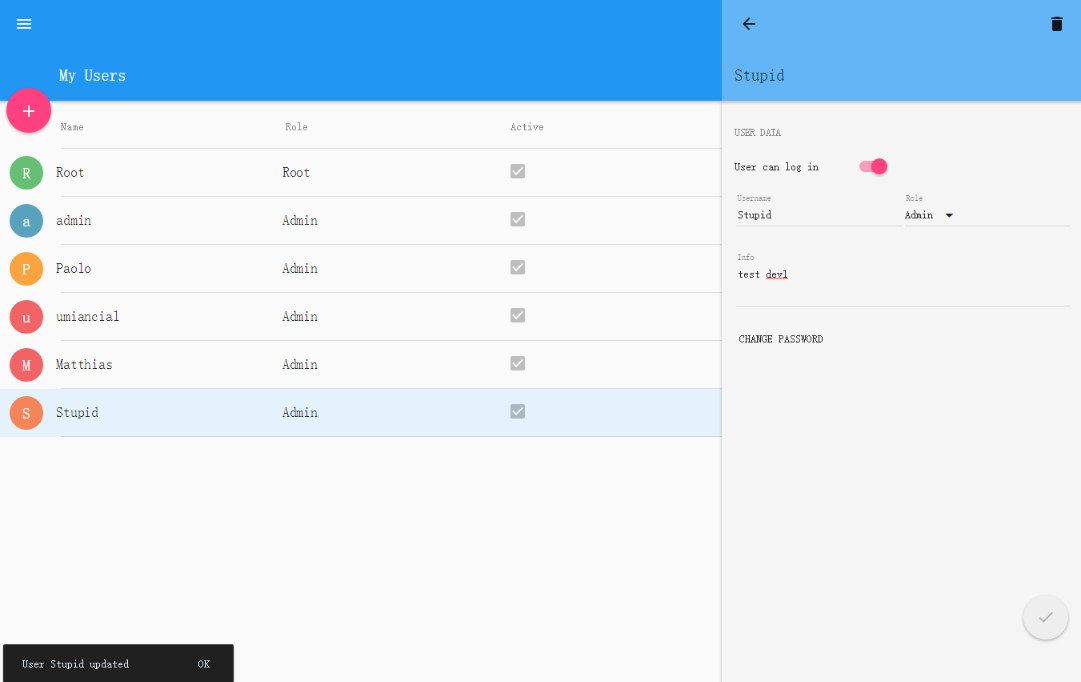 My Users
Name Role Active
R Root Root
a admin Admin
P Paolo Admin
u umiancial Admin
M Matthias Admin
S Stupid Admin
User Stupid updated OK
Stupid
USER DATA
User can log in
Username Role
Stupid Admin
Info
test devl
CHANGE PASSWORD